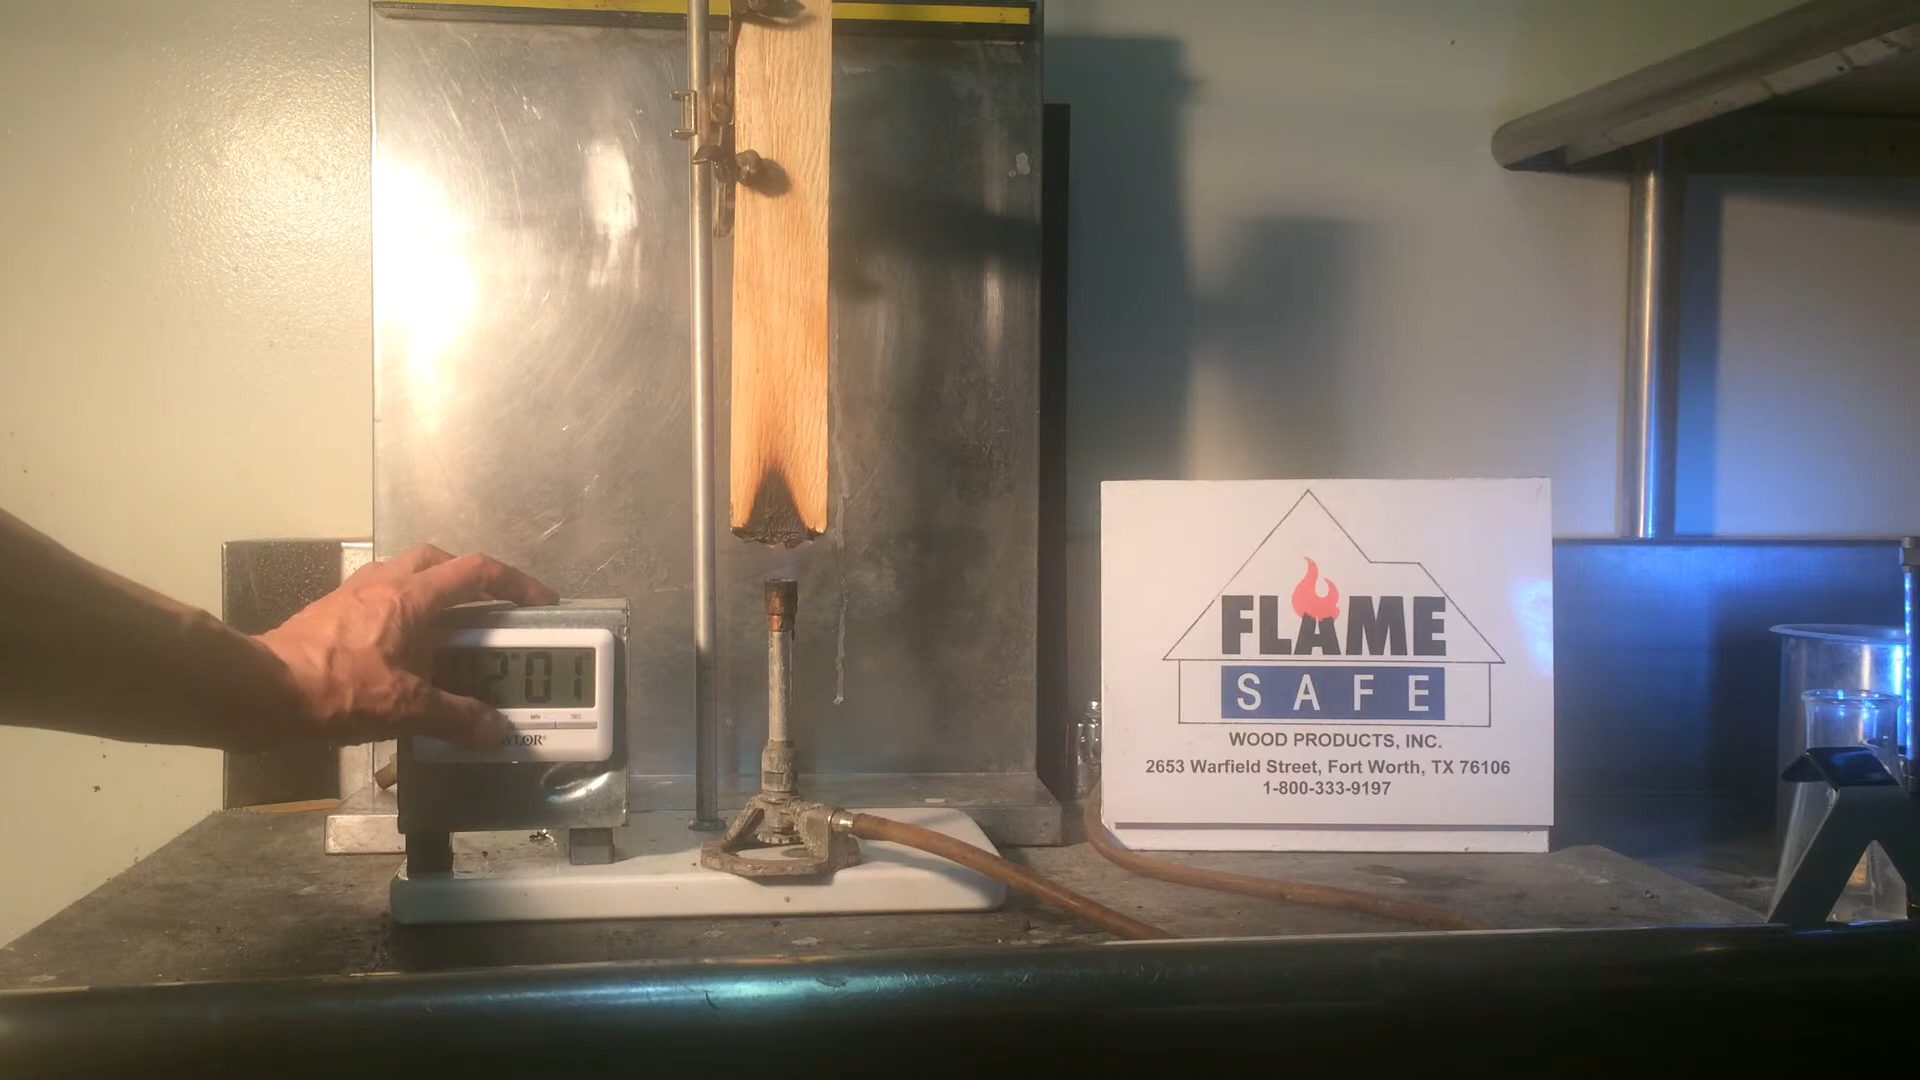 2"01
MIN SEC
FLAME
SAFE
WOOD PRODUCTS, INC.
2653 Warfield Street, Fort Worth, TX 76106
1-800-333-9197